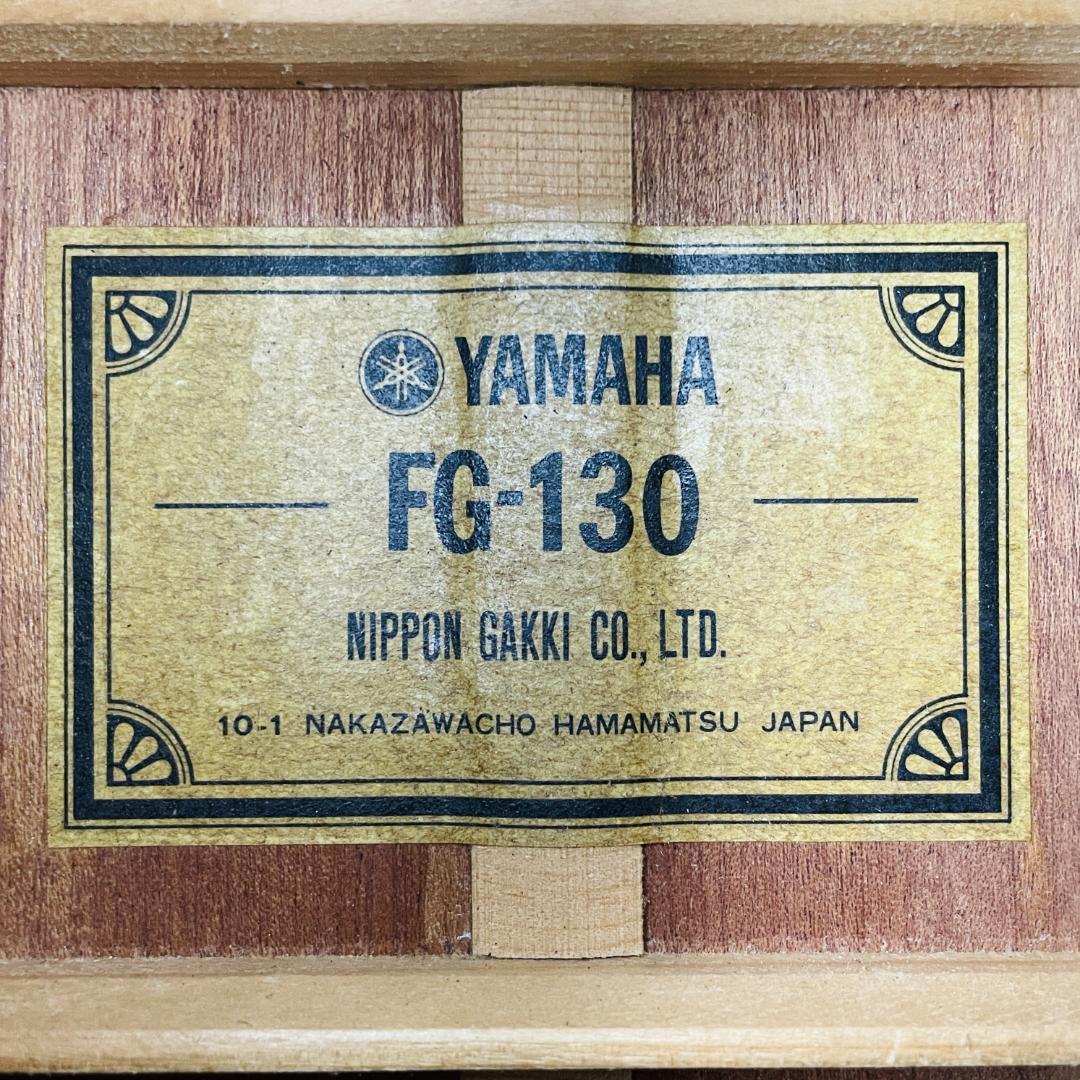 YAMAHA
FG-130
NIPPON GAKKI CO., LTD.
10-1 NAKAZAWACHO HAMAMATSU JAPAN